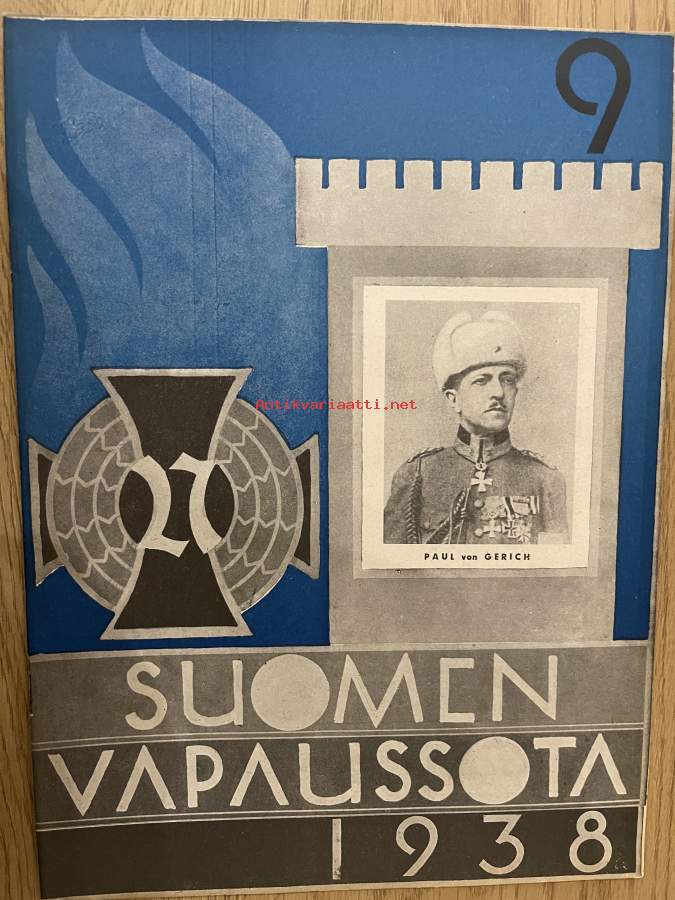 9
Antikvariaatti.net
27
PAUL von GERICH
SUOMEN
VAPAUSSOTA
1938